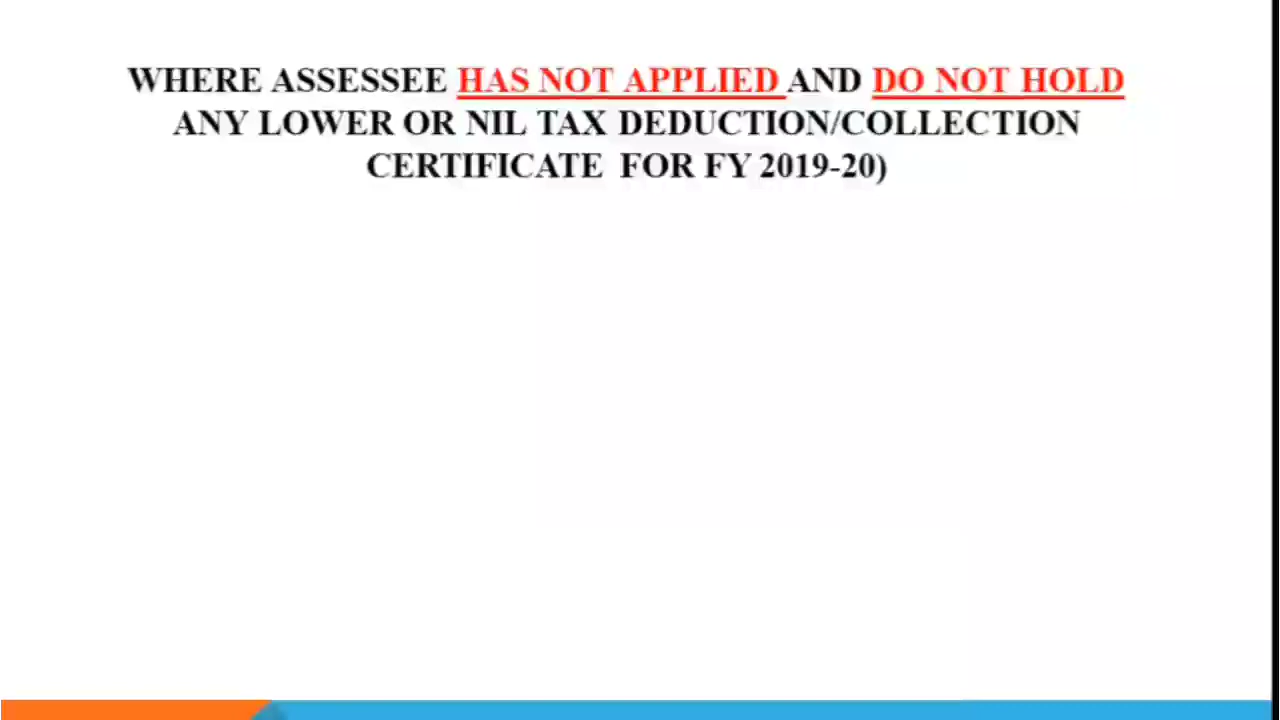 WHERE ASSESSEE HAS NOT APPLIED AND DO NOT HOLD
ANY LOWER OR NIL TAX DEDUCTION/COLLECTION
CERTIFICATE FOR FY 2019-20)